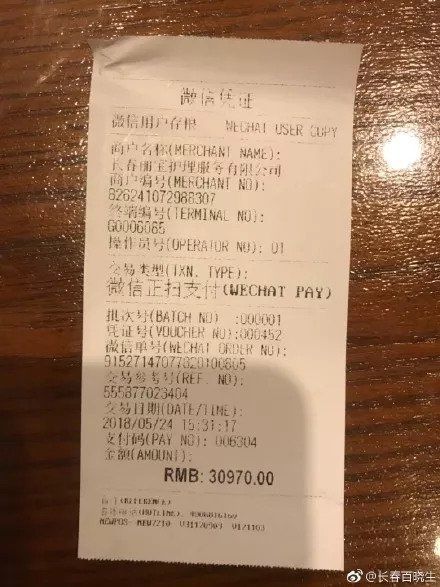 微信凭证
微信用户存根 WECHAT USER COPY
商户名称(MERCHANT NAME):
长春丽宝护理服务有限公司
商户编号(MERCHANT NO):
826241072988307
终端编号(TERMINAL NO):
G0006085
操作员号(OPERATOR NO): 01
交易类型(TXN. TYPE):
微信正扫支付(WECHAT PAY)
批次号(BATCH NO) :000001
凭证号(VOUCHER NO):000452
微信单号(WECHAT ORDER NO):
交易参考号(REF. NO):
555877023404
交易日期(DATE/TIME):
2018/05/24 15:31:17
支付码(PAY NO): 006304
金额(AMOUNT):
RMB: 30970.00
@长春百晓生